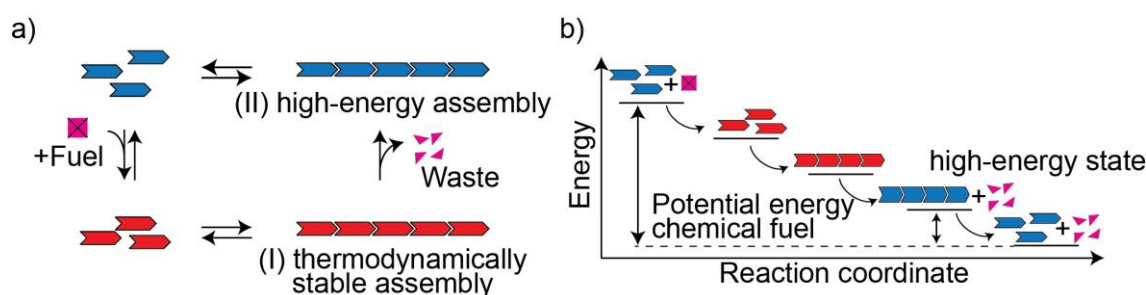 a)
(II) high-energy assembly
+Fuel
Waste
(I) thermodynamically
stable assembly
b)
Energy
+
high-energy state
+
Potential energy
chemical fuel
+
Reaction coordinate